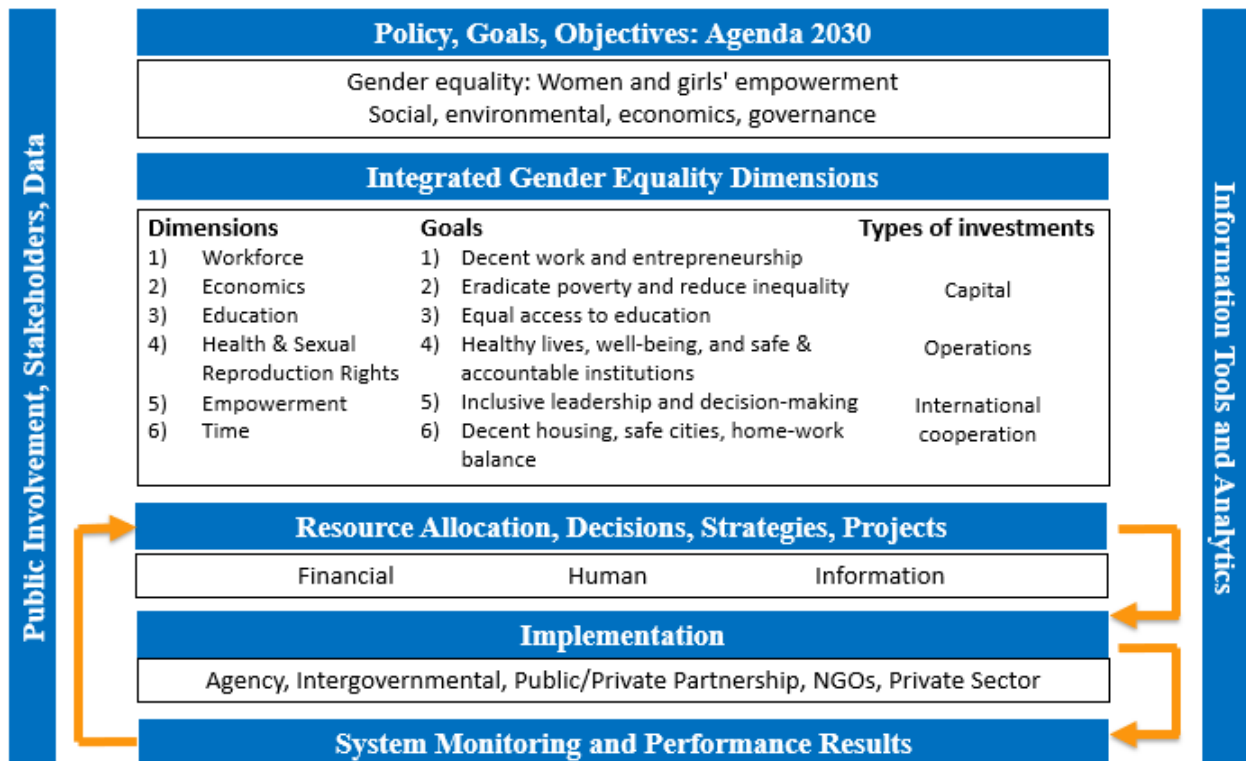 Public Involvement, Stakeholders, Data
Policy, Goals, Objectives: Agenda 2030
Gender equality: Women and girls' empowerment
Social, environmental, economics, governance
Integrated Gender Equality Dimensions
Dimensions
1) Workforce
2) Economics
3) Education
4) Health & Sexual
Reproduction Rights
5) Empowerment
6) Time
Goals
1) Decent work and entrepreneurship
2) Eradicate poverty and reduce inequality
3) Equal access to education
4) Healthy lives, well-being, and safe &
accountable institutions
5) Inclusive leadership and decision-making
6) Decent housing, safe cities, home-work
balance
Types of investments
Capital
Operations
International
cooperation
Resource Allocation, Decisions, Strategies, Projects
Financial Human Information
Implementation
Agency, Intergovernmental, Public/Private Partnership, NGOs, Private Sector
System Monitoring and Performance Results
Information Tools and Analytics